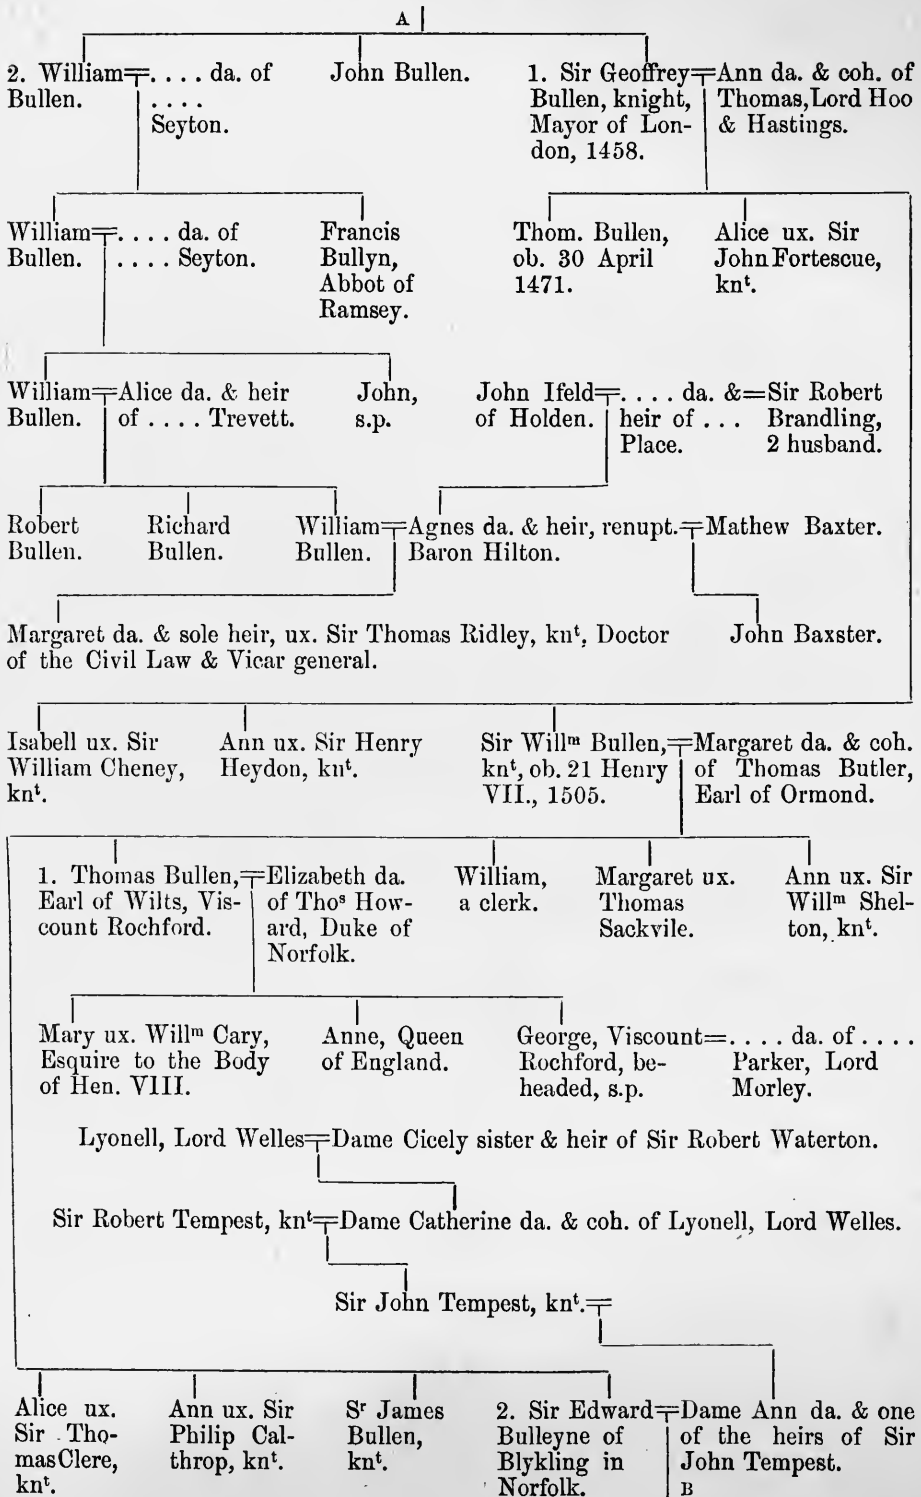 A
2. William=. . . . da. of
Bullen. . . . .
Seyton.
John Bullen.
1. Sir Geoffrey=Ann da. & coh. of
Bullen, knight, Thomas, Lord Hoo
Mayor of Lon- & Hastings.
don, 1458.
William=. . . . da. of
Bullen. . . . . Seyton.
Francis
Bullyn,
Abbot of
Ramsey.
Thom. Bullen,
ob. 30 April
1471.
Alice ux. Sir
John Fortescue,
knᵗ.
William=Alice da. & heir
Bullen. of . . . . Trevett.
John,
s.p.
John Ifeld=. . . . da. &=Sir Robert
of Holden. heir of . . . Brandling,
Place. 2 husband.
Robert
Bullen.
Richard
Bullen.
William=Agnes da. & heir, renupt.=Mathew Baxter.
Bullen. Baron Hilton.
Margaret da. & sole heir, ux. Sir Thomas Ridley, knᵗ, Doctor
of the Civil Law & Vicar general.
John Baxster.
Isabell ux. Sir
William Cheney,
knᵗ.
Ann ux. Sir Henry
Heydon, knᵗ.
Sir Willᵐ Bullen,=Margaret da. & coh.
knᵗ, ob. 21 Henry of Thomas Butler,
VII., 1505. Earl of Ormond.
1. Thomas Bullen,=Elizabeth da.
Earl of Wilts, Vis- of Thoˢ How-
count Rochford. ard, Duke of
Norfolk.
William,
a clerk.
Margaret ux.
Thomas
Sackvile.
Ann ux. Sir
Willᵐ Shel-
ton, knᵗ.
Mary ux. Willᵐ Cary,
Esquire to the Body
of Hen. VIII.
Anne, Queen
of England.
George, Viscount=. . . . da. of . . . .
Rochford, be- Parker, Lord
headed, s.p. Morley.
Lyonell, Lord Welles=Dame Cicely sister & heir of Sir Robert Waterton.
Sir Robert Tempest, knᵗ=Dame Catherine da. & coh. of Lyonell, Lord Welles.
Sir John Tempest, knᵗ.=
Alice ux.
Sir Tho-
mas Clere,
knᵗ.
Ann ux. Sir
Philip Cal-
throp, knᵗ.
Sʳ James
Bullen,
knᵗ.
2. Sir Edward=Dame Ann da. & one
Bulleyne of of the heirs of Sir
Blykling in John Tempest.
Norfolk. B